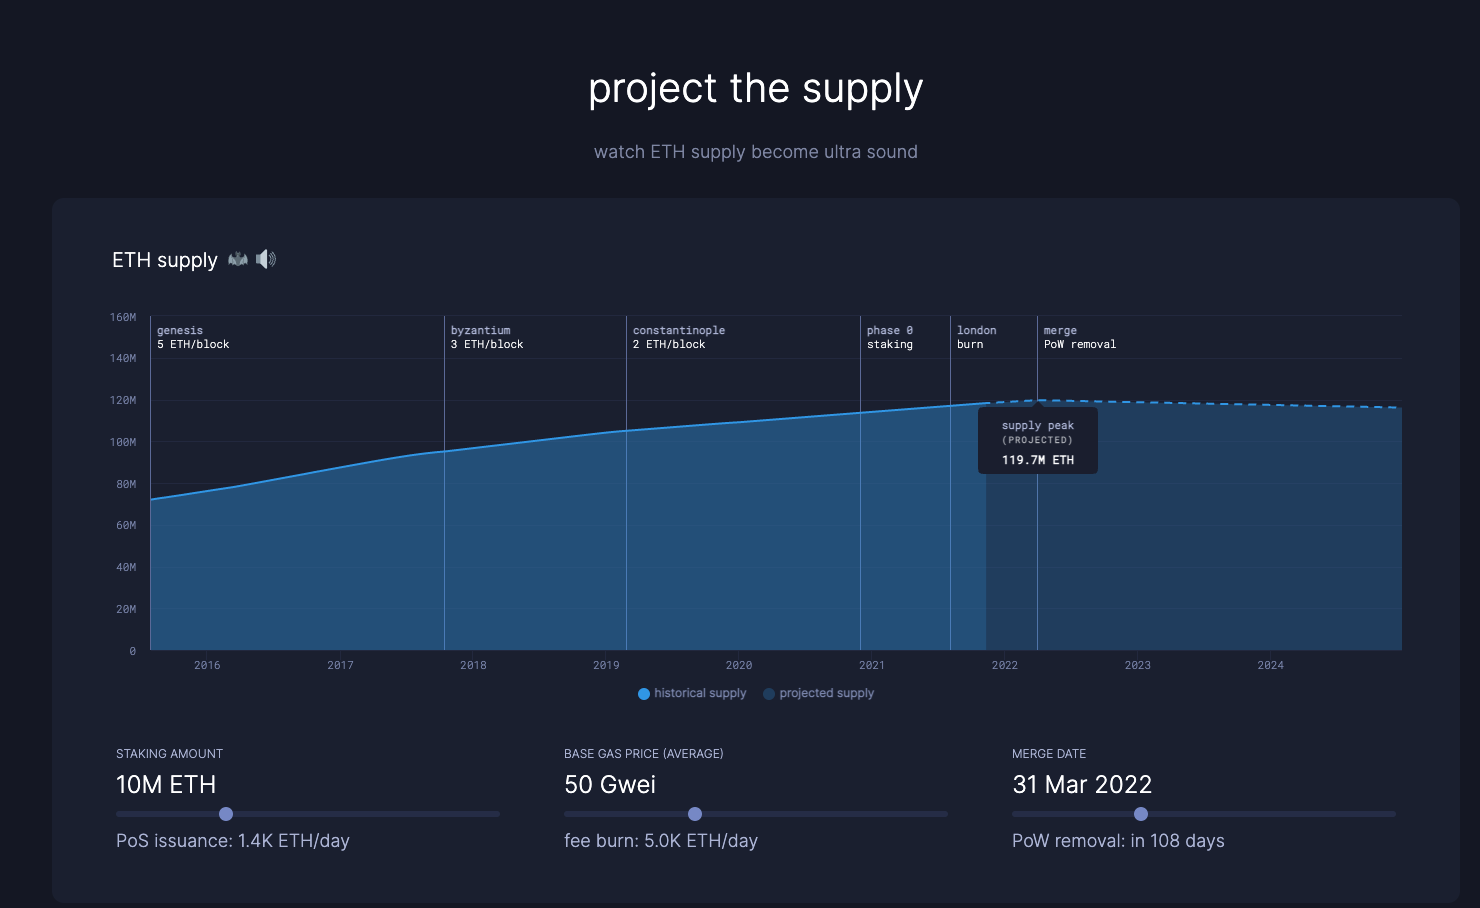 project the supply
watch ETH supply become ultra sound
ETH supply 🦇🔊
160M
140M
120M
100M
80M
60M
40M
20M
0
genesis
5 ETH/block
byzantium
3 ETH/block
constantinople
2 ETH/block
phase 0
staking
london
burn
merge
PoW removal
supply peak
(PROJECTED)
119.7M ETH
2016 2017 2018 2019 2020 2021 2022 2023 2024
historical supply projected supply
STAKING AMOUNT
10M ETH
PoS issuance: 1.4K ETH/day
BASE GAS PRICE (AVERAGE)
50 Gwei
fee burn: 5.0K ETH/day
MERGE DATE
31 Mar 2022
PoW removal: in 108 days